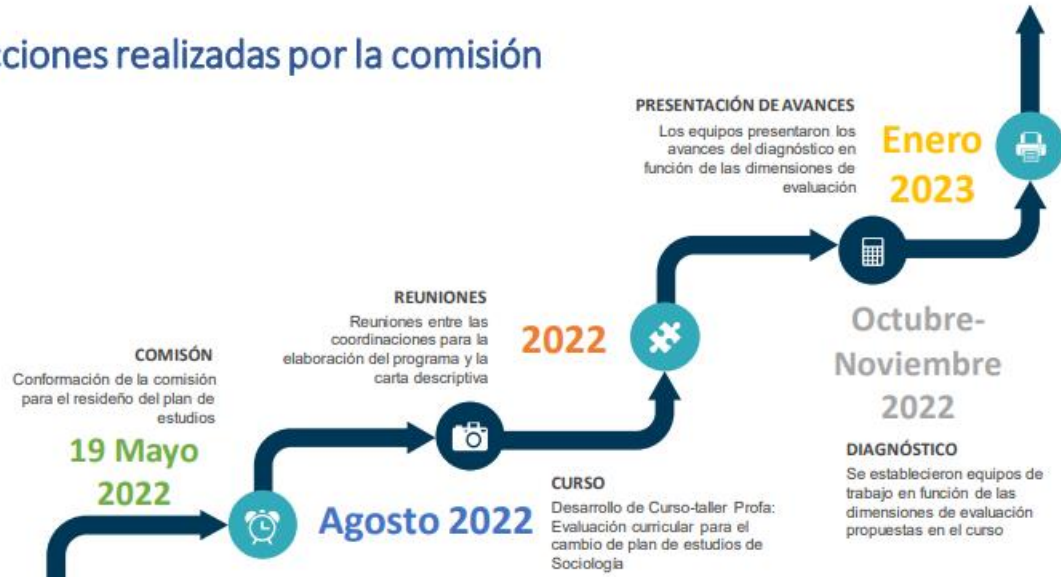 cciones realizadas por la comisión
PRESENTACIÓN DE AVANCES
Los equipos presentaron los
avances del diagnóstico en
función de las dimensiones de
evaluación
Enero
2023
REUNIONES
Reuniones entre las
coordinaciones para la
elaboración del programa y la
carta descriptiva
2022
Octubre-
Noviembre
2022
COMISÓN
Conformación de la comisión
para el resideño del plan de
estudios
19 Mayo
2022
DIAGNÓSTICO
Se establecieron equipos de
trabajo en función de las
dimensiones de evaluación
propuestas en el curso
Agosto 2022
CURSO
Desarrollo de Curso-taller Profa:
Evaluación curricular para el
cambio de plan de estudios de
Sociología